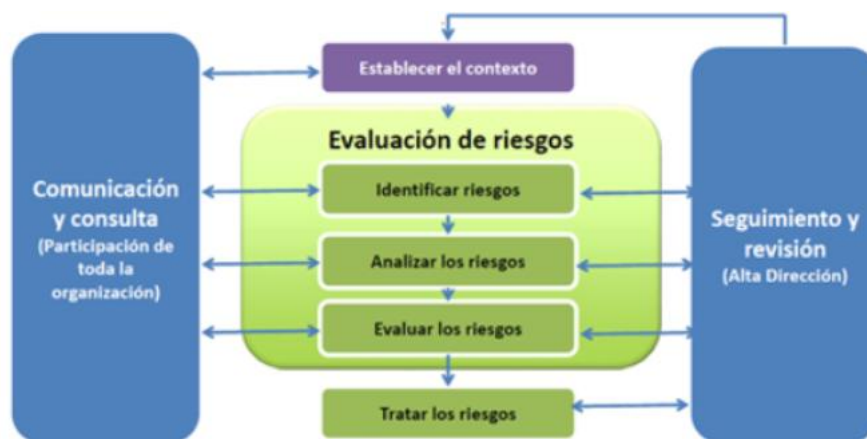 Establecer el contexto
Evaluación de riesgos
Identificar riesgos
Analizar los riesgos
Evaluar los riesgos
Tratar los riesgos
Comunicación
y consulta
(Participación de
toda la
organización)
Seguimiento y
revisión
(Alta Dirección)